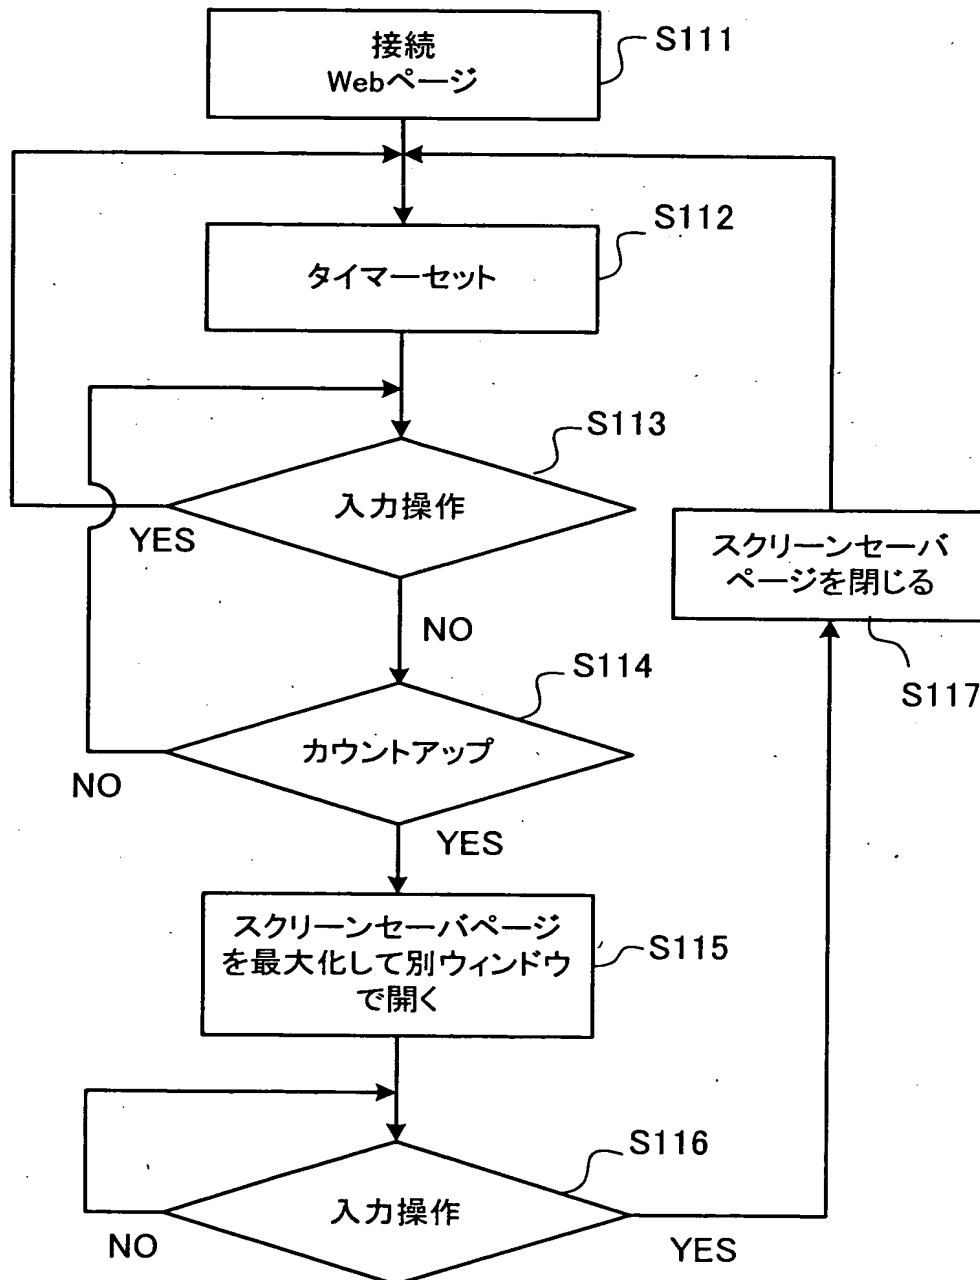 接続
Webページ
S111
S112
タイマーセット
S113
入力操作
YES
NO
スクリーンセーバ
ページを閉じる
S117
S114
カウントアップ
NO
YES
スクリーンセーバページ
を最大化して別ウィンドウ
で開く
S115
S116
入力操作
NO
YES